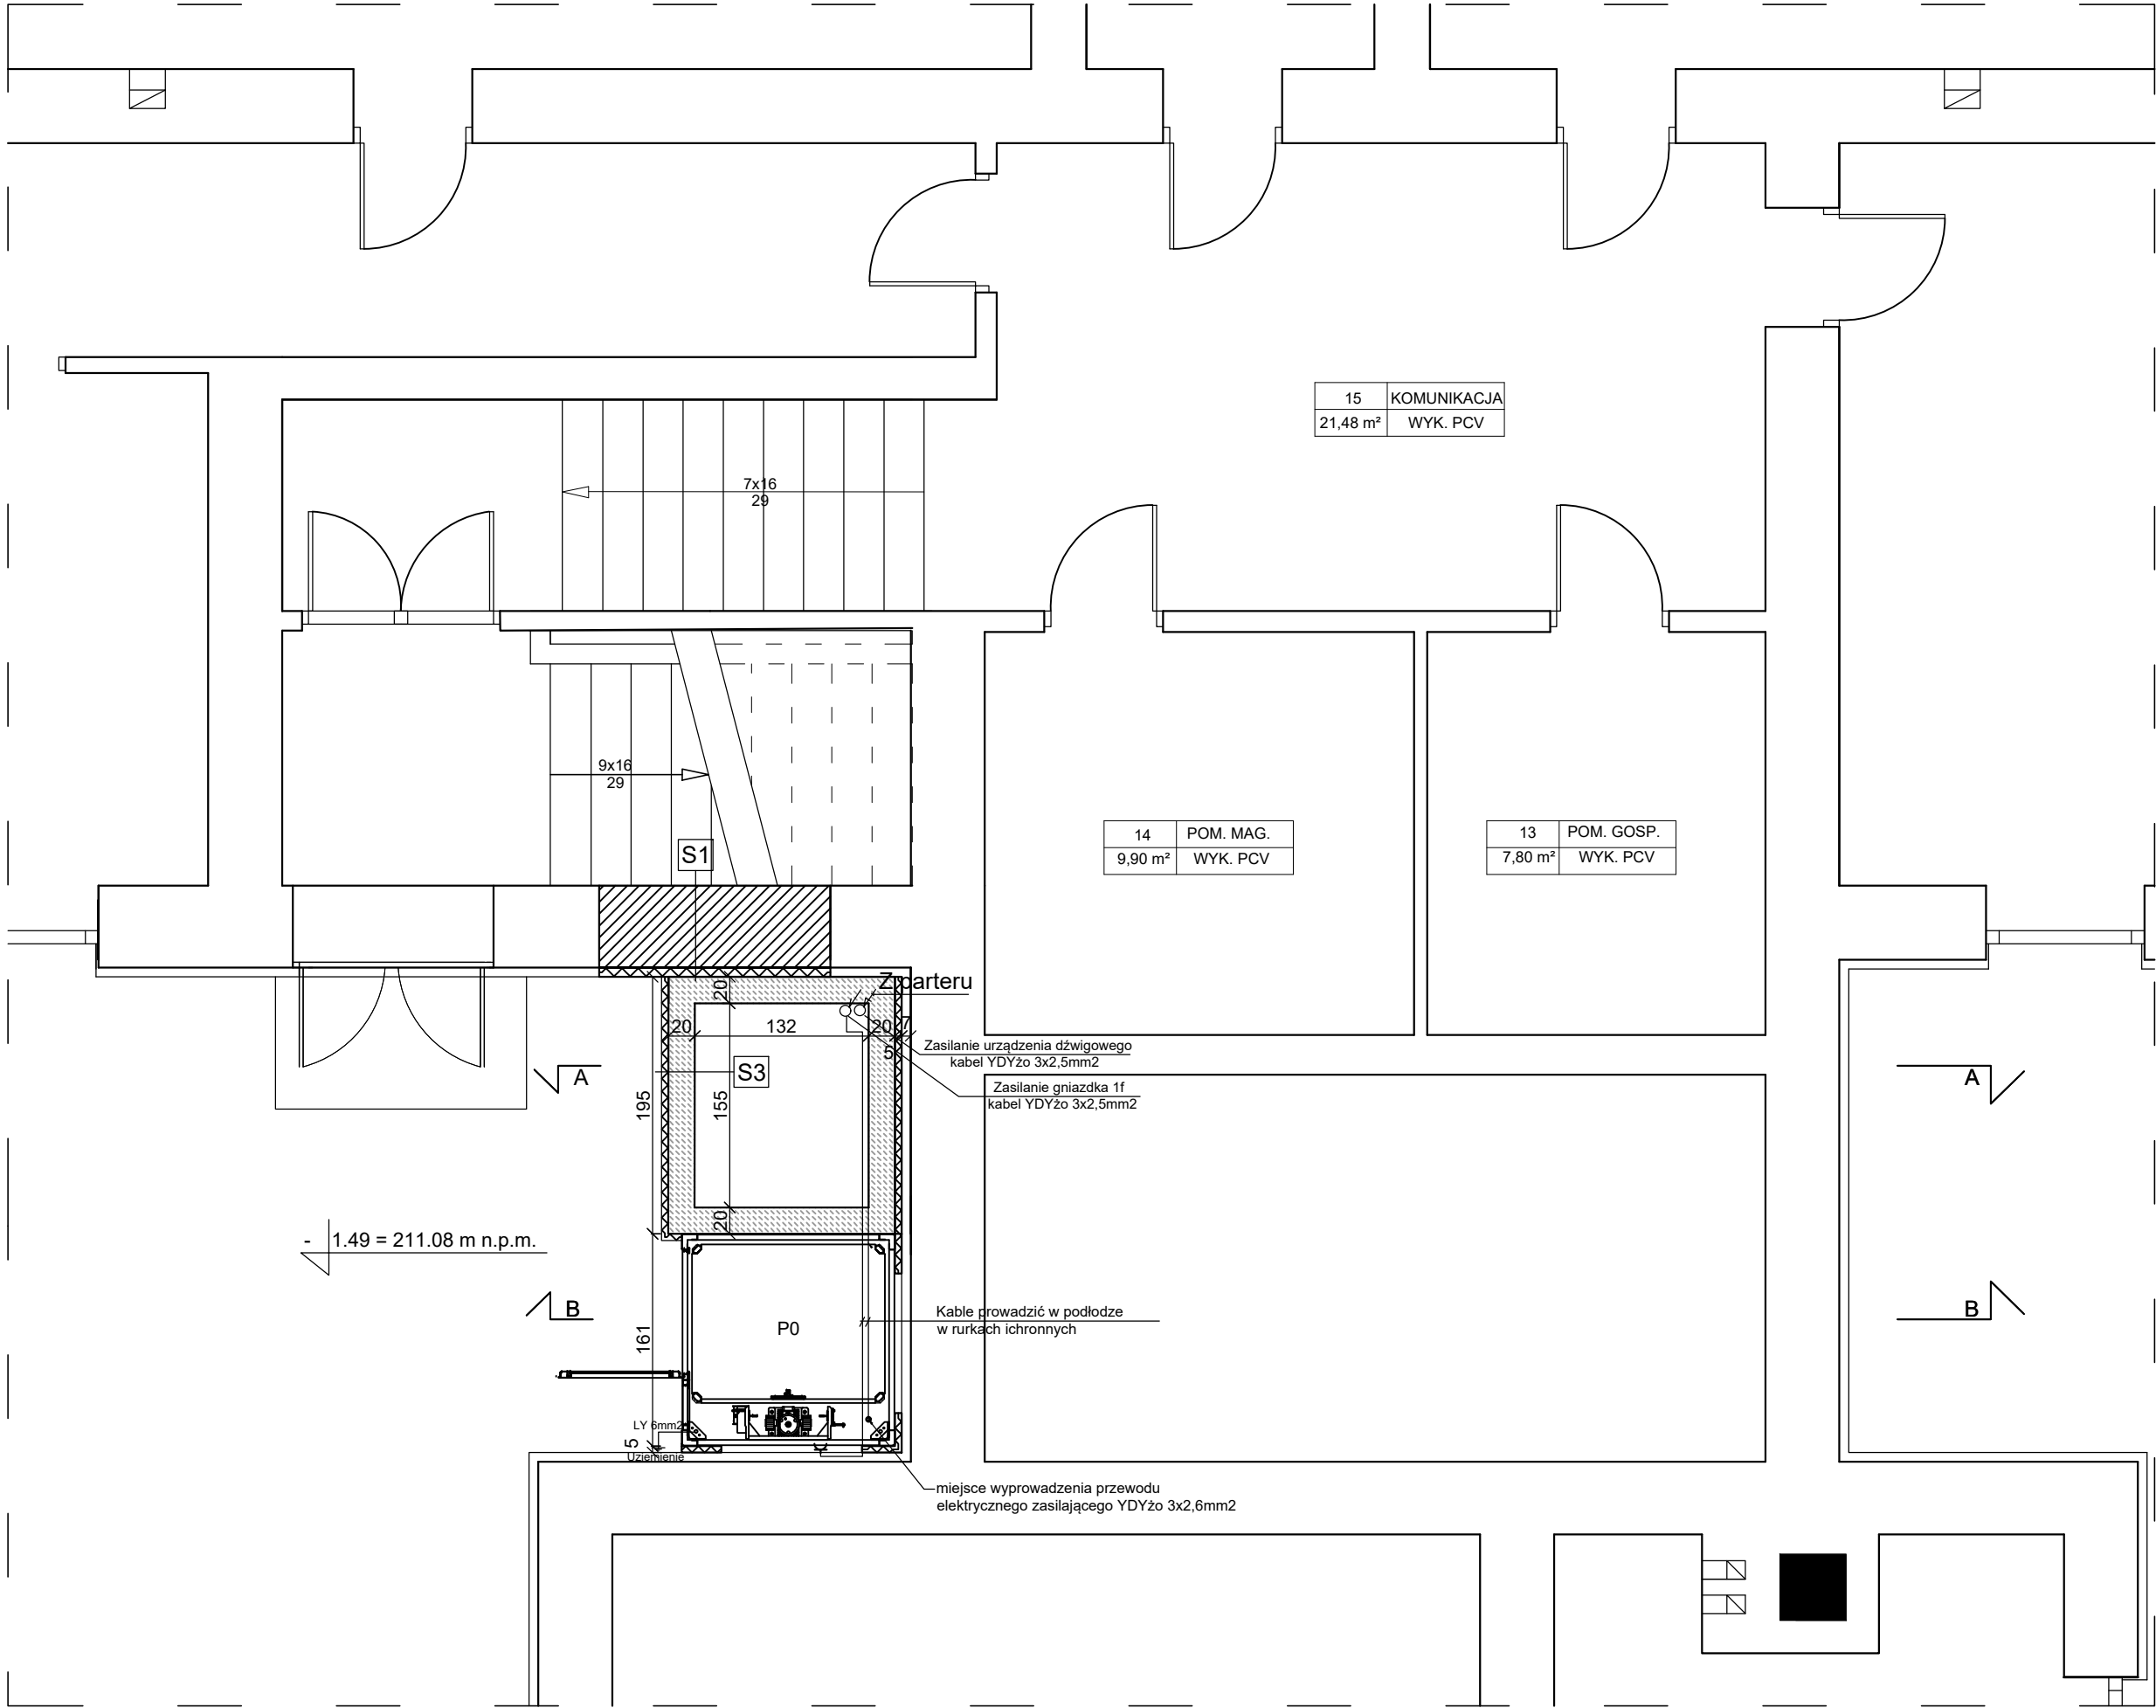 15 KOMUNIKACJA
21,48 m² WYK. PCV
7x16
29
9x16
29
S1
14 POM. MAG.
9,90 m² WYK. PCV
13 POM. GOSP.
7,80 m² WYK. PCV
Z parteru
20
20 132 20 7
5
Zasilanie urządzenia dźwigowego
kabel YDYżo 3x2,5mm2
Zasilanie gniazdka 1f
kabel YDYżo 3x2,5mm2
A
S3
A
195
155
20
- 1.49 = 211.08 m n.p.m.
B
B
Kable prowadzić w podłodze
w rurkach ichronnych
P0
161
LY 6mm2
5
Uziemienie
miejsce wyprowadzenia przewodu
elektrycznego zasilającego YDYżo 3x2,6mm2